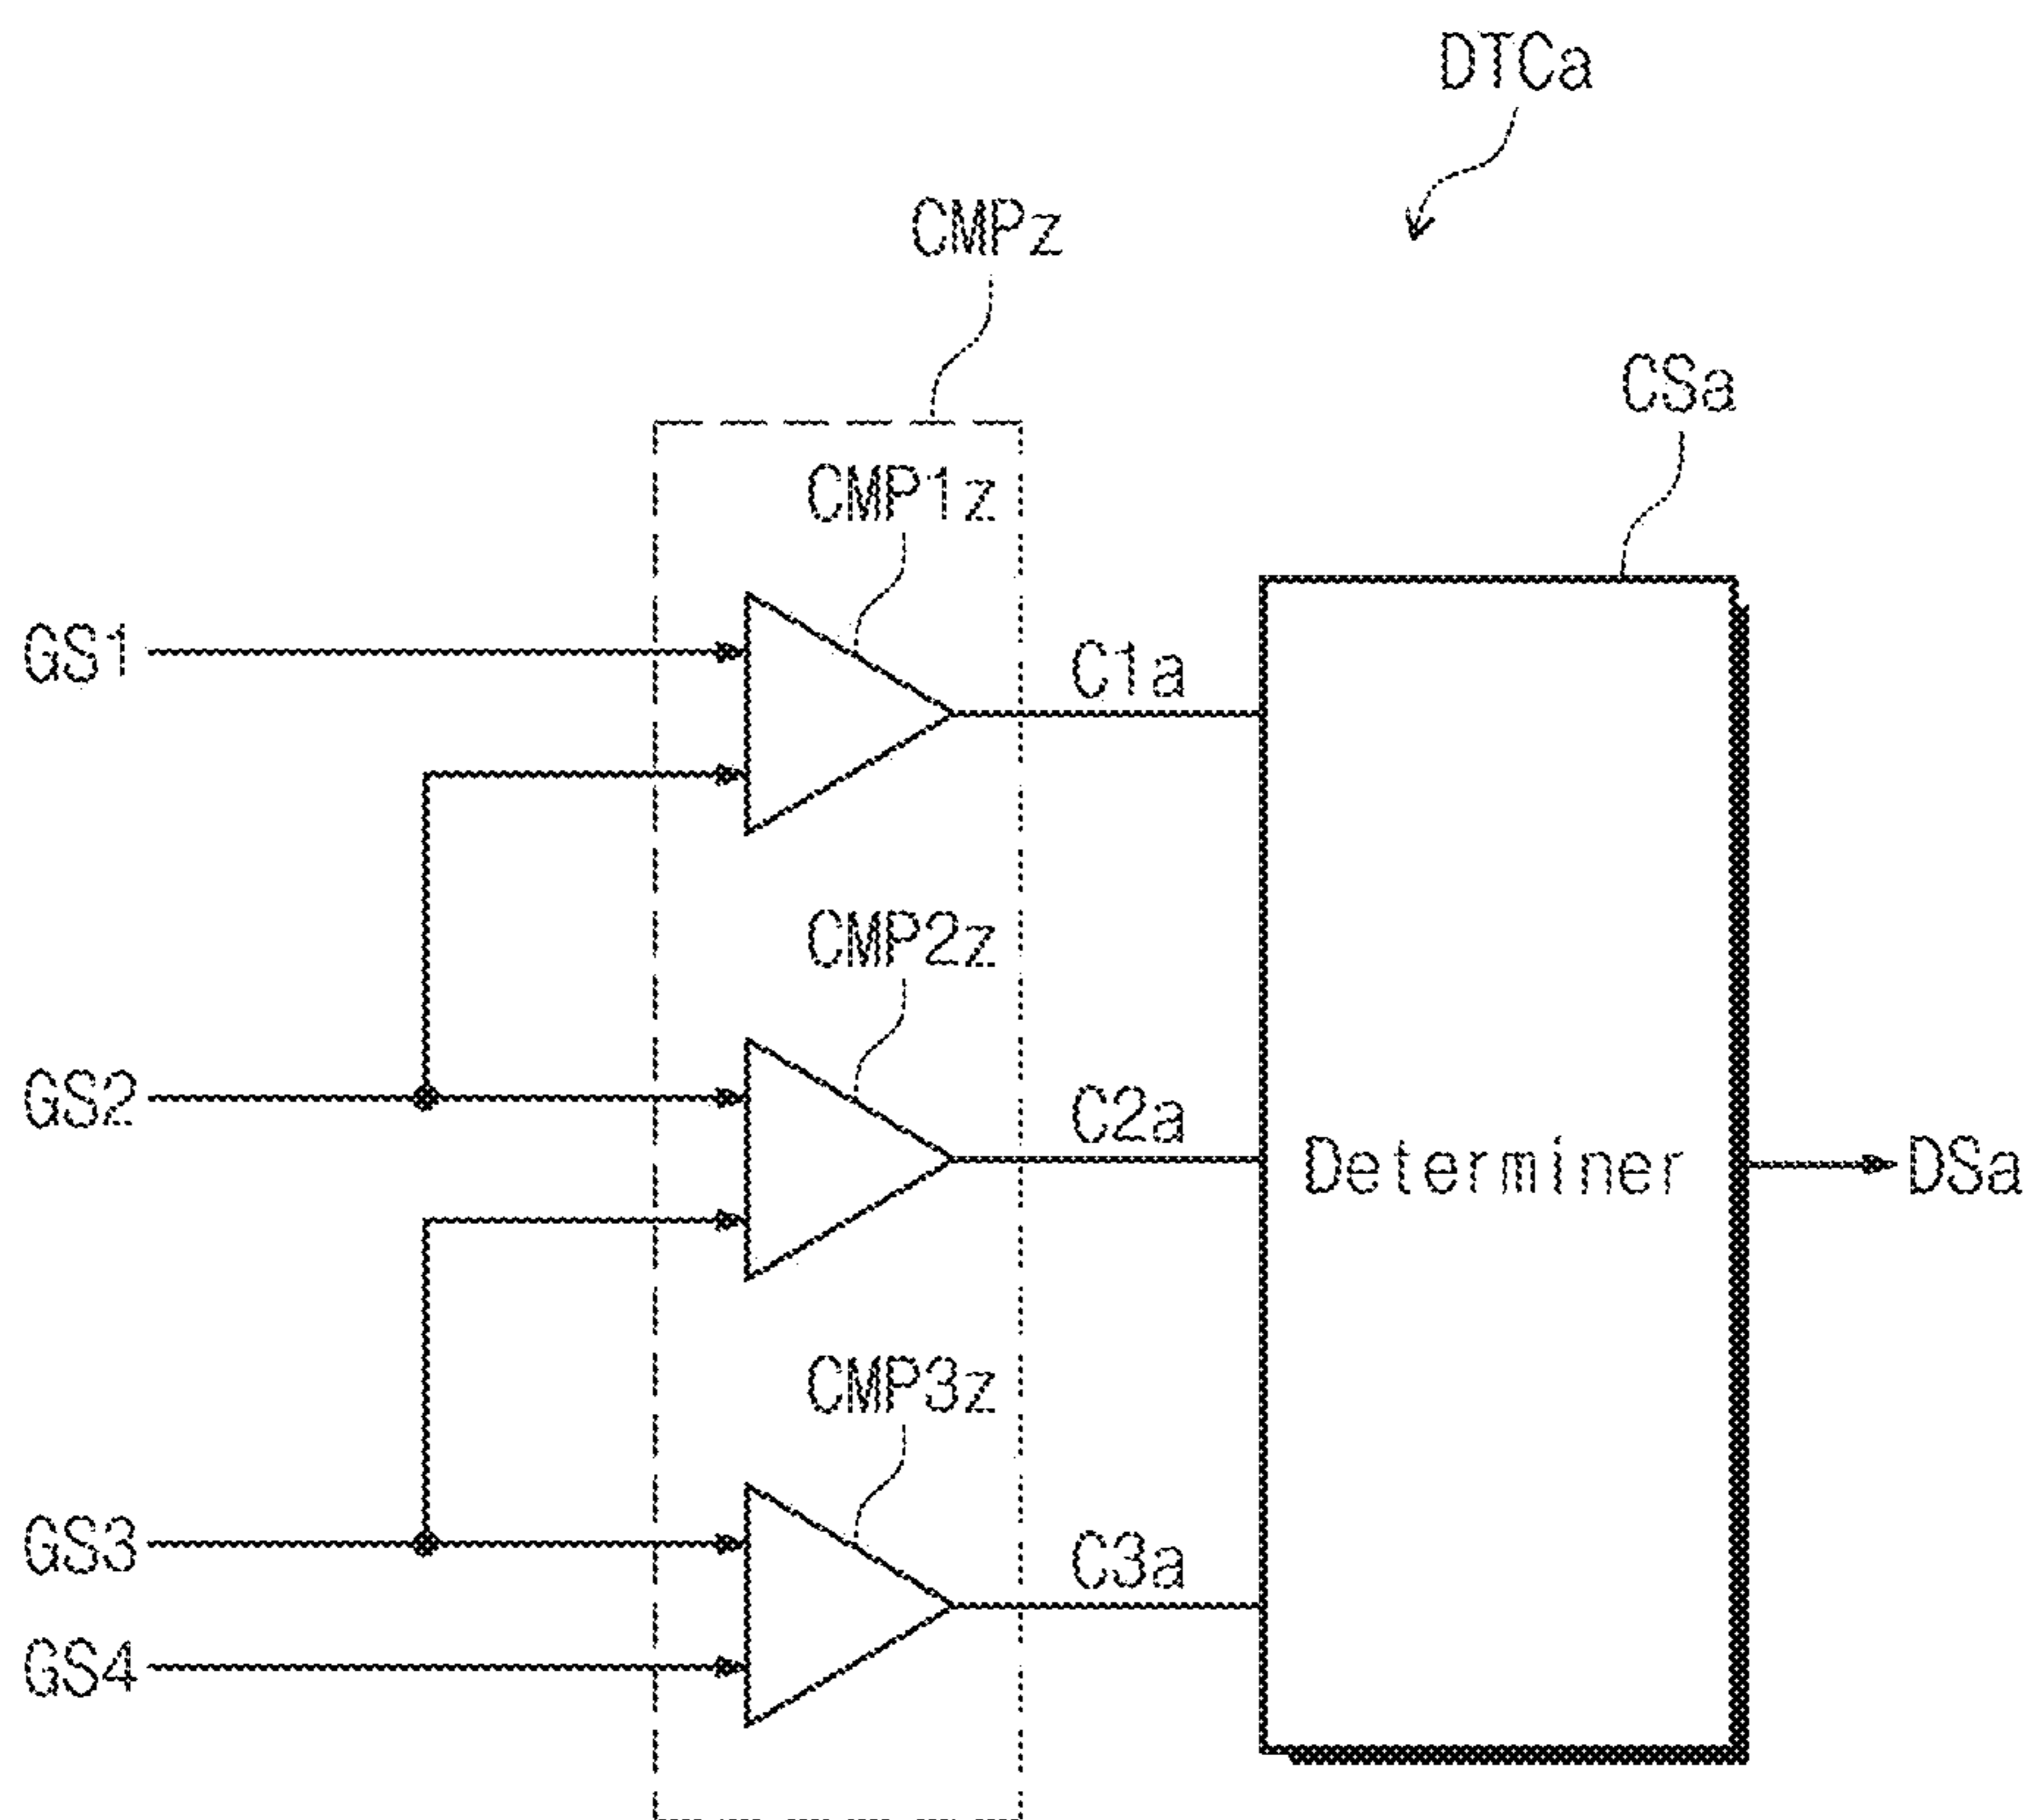 DTCa
CMPz
CSa
CMP1z
GS1
C1a
CMP2z
GS2
C2a
Determiner
DSa
CMP3z
GS3
C3a
GS4